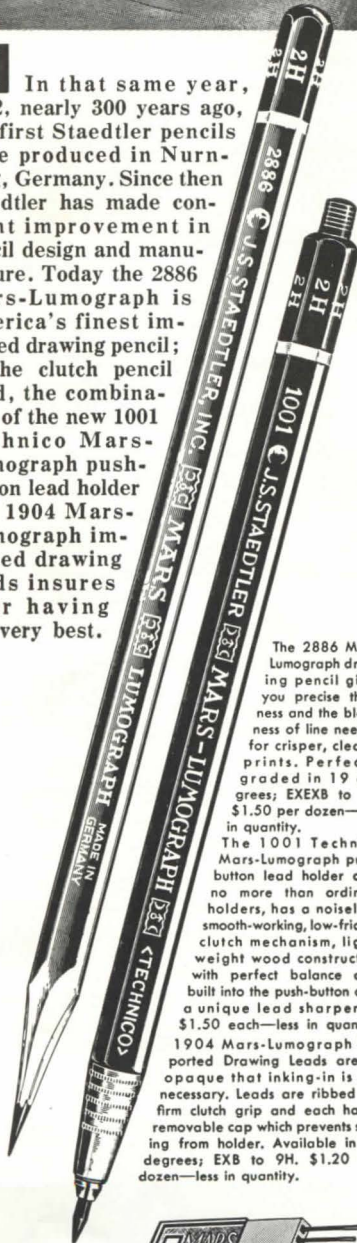 In that same year,
2, nearly 300 years ago,
first Staedtler pencils
e produced in Nurn-
, Germany. Since then
edtler has made con-
nt improvement in
cil design and manu-
ure. Today the 2886
rs-Lumograph is
erica's finest im-
ed drawing pencil;
he clutch pencil
d, the combina-
of the new 1001
hnico Mars-
nograph push-
on lead holder
1904 Mars-
nograph im-
ed drawing
ds insures
r having
very best.
2H 2H 2H
2886 J.S.STAEDTLER, INC. MARS LUMOGRAPH MADE IN
GERMANY
2H 2H 2H
1001 J.S.STAEDTLER MARS-LUMOGRAPH <TECHNICO>
The 2886 M
Lumograph dr
ing pencil gi
you precise th
ness and the bl
ness of line nee
for crisper, clea
prints. Perfec
graded in 19
grees; EXEXB to
$1.50 per dozen—
in quantity.
The 1001 Techn
Mars-Lumograph pu
button lead holder c
no more than ordin
holders, has a noisel
smooth-working, low-fric
clutch mechanism, lig
weight wood construct
with perfect balance
built into the push-button
a unique lead sharper
$1.50 each—less in quan
1904 Mars-Lumograph
ported Drawing Leads are
opaque that inking-in is
necessary. Leads are ribbed
firm clutch grip and each ha
removable cap which prevents s
ing from holder. Available in
degrees; EXB to 9H. $1.20
dozen—less in quantity.
MARS